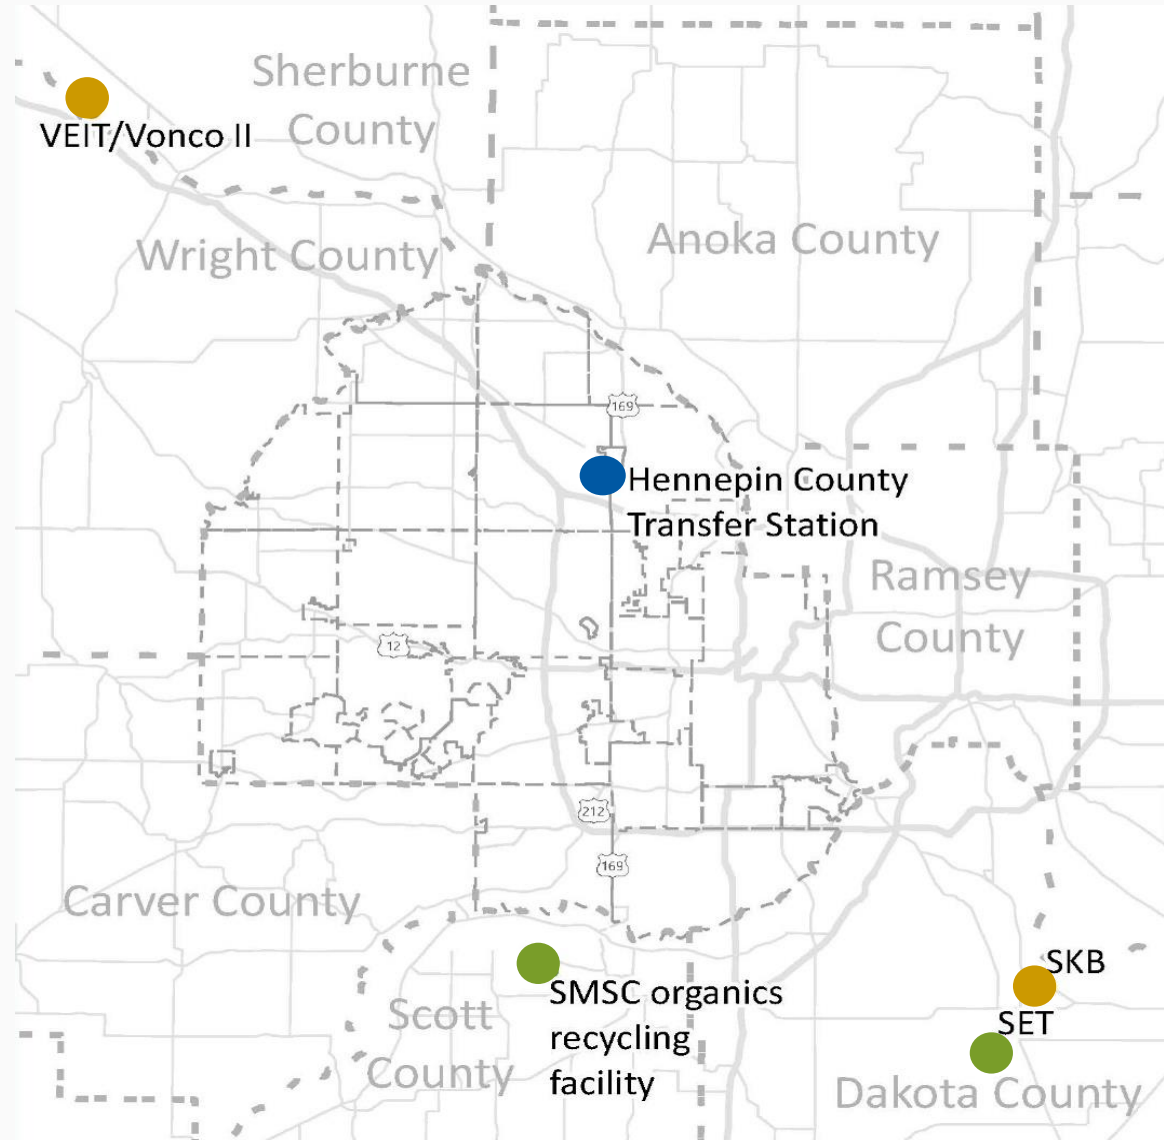 Sherburne
County
VEIT/Vonco II
Wright County
Anoka County
169
Hennepin County
Transfer Station
Ramsey
County
12
212
169
Carver County
SKB
SMSC organics
recycling
facility
Scott
County
SET
Dakota County